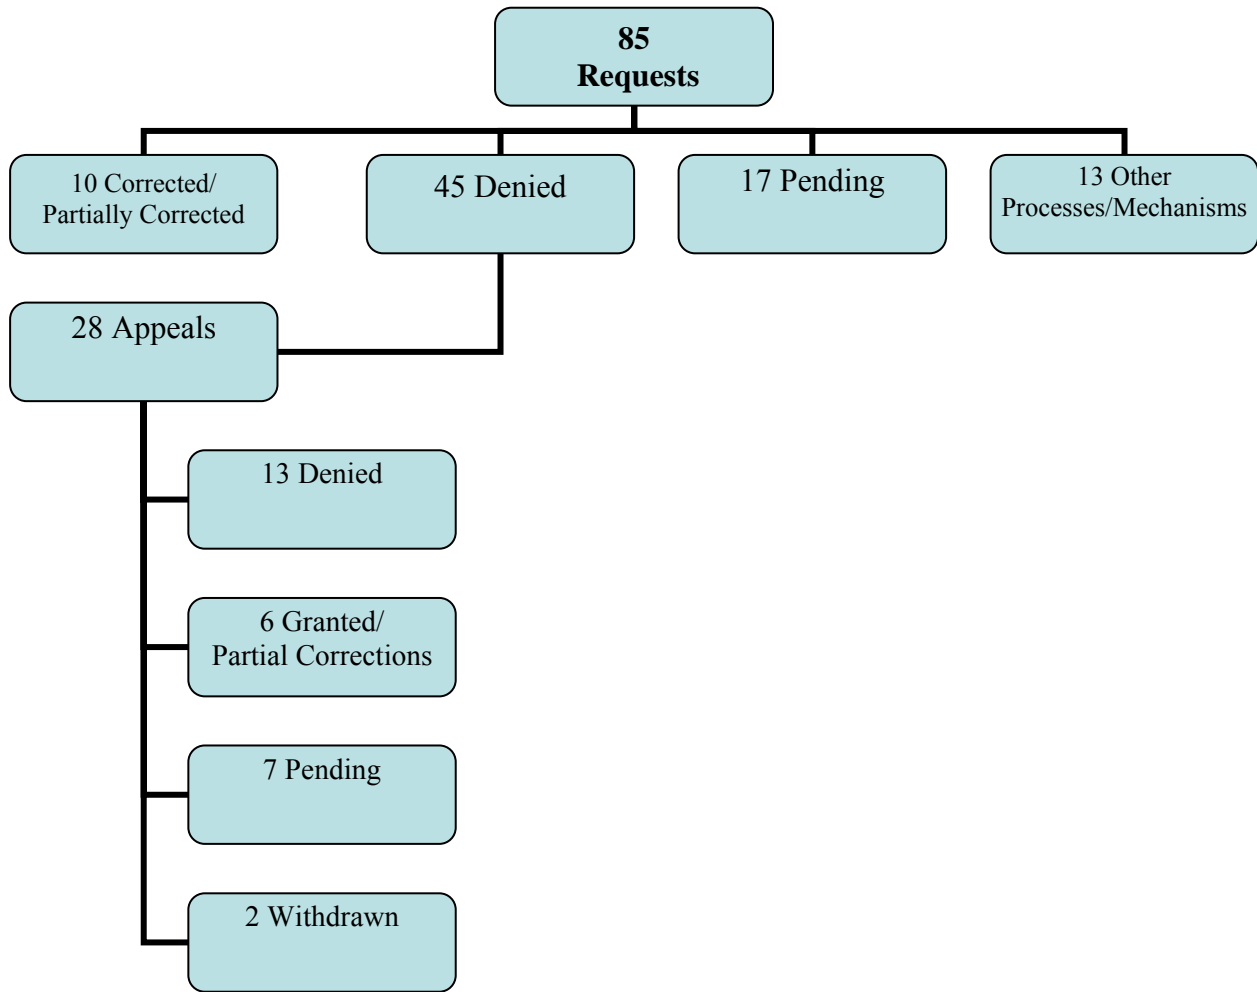 85
Requests
10 Corrected/
Partially Corrected
45 Denied
17 Pending
13 Other
Processes/Mechanisms
28 Appeals
13 Denied
6 Granted/
Partial Corrections
7 Pending
2 Withdrawn